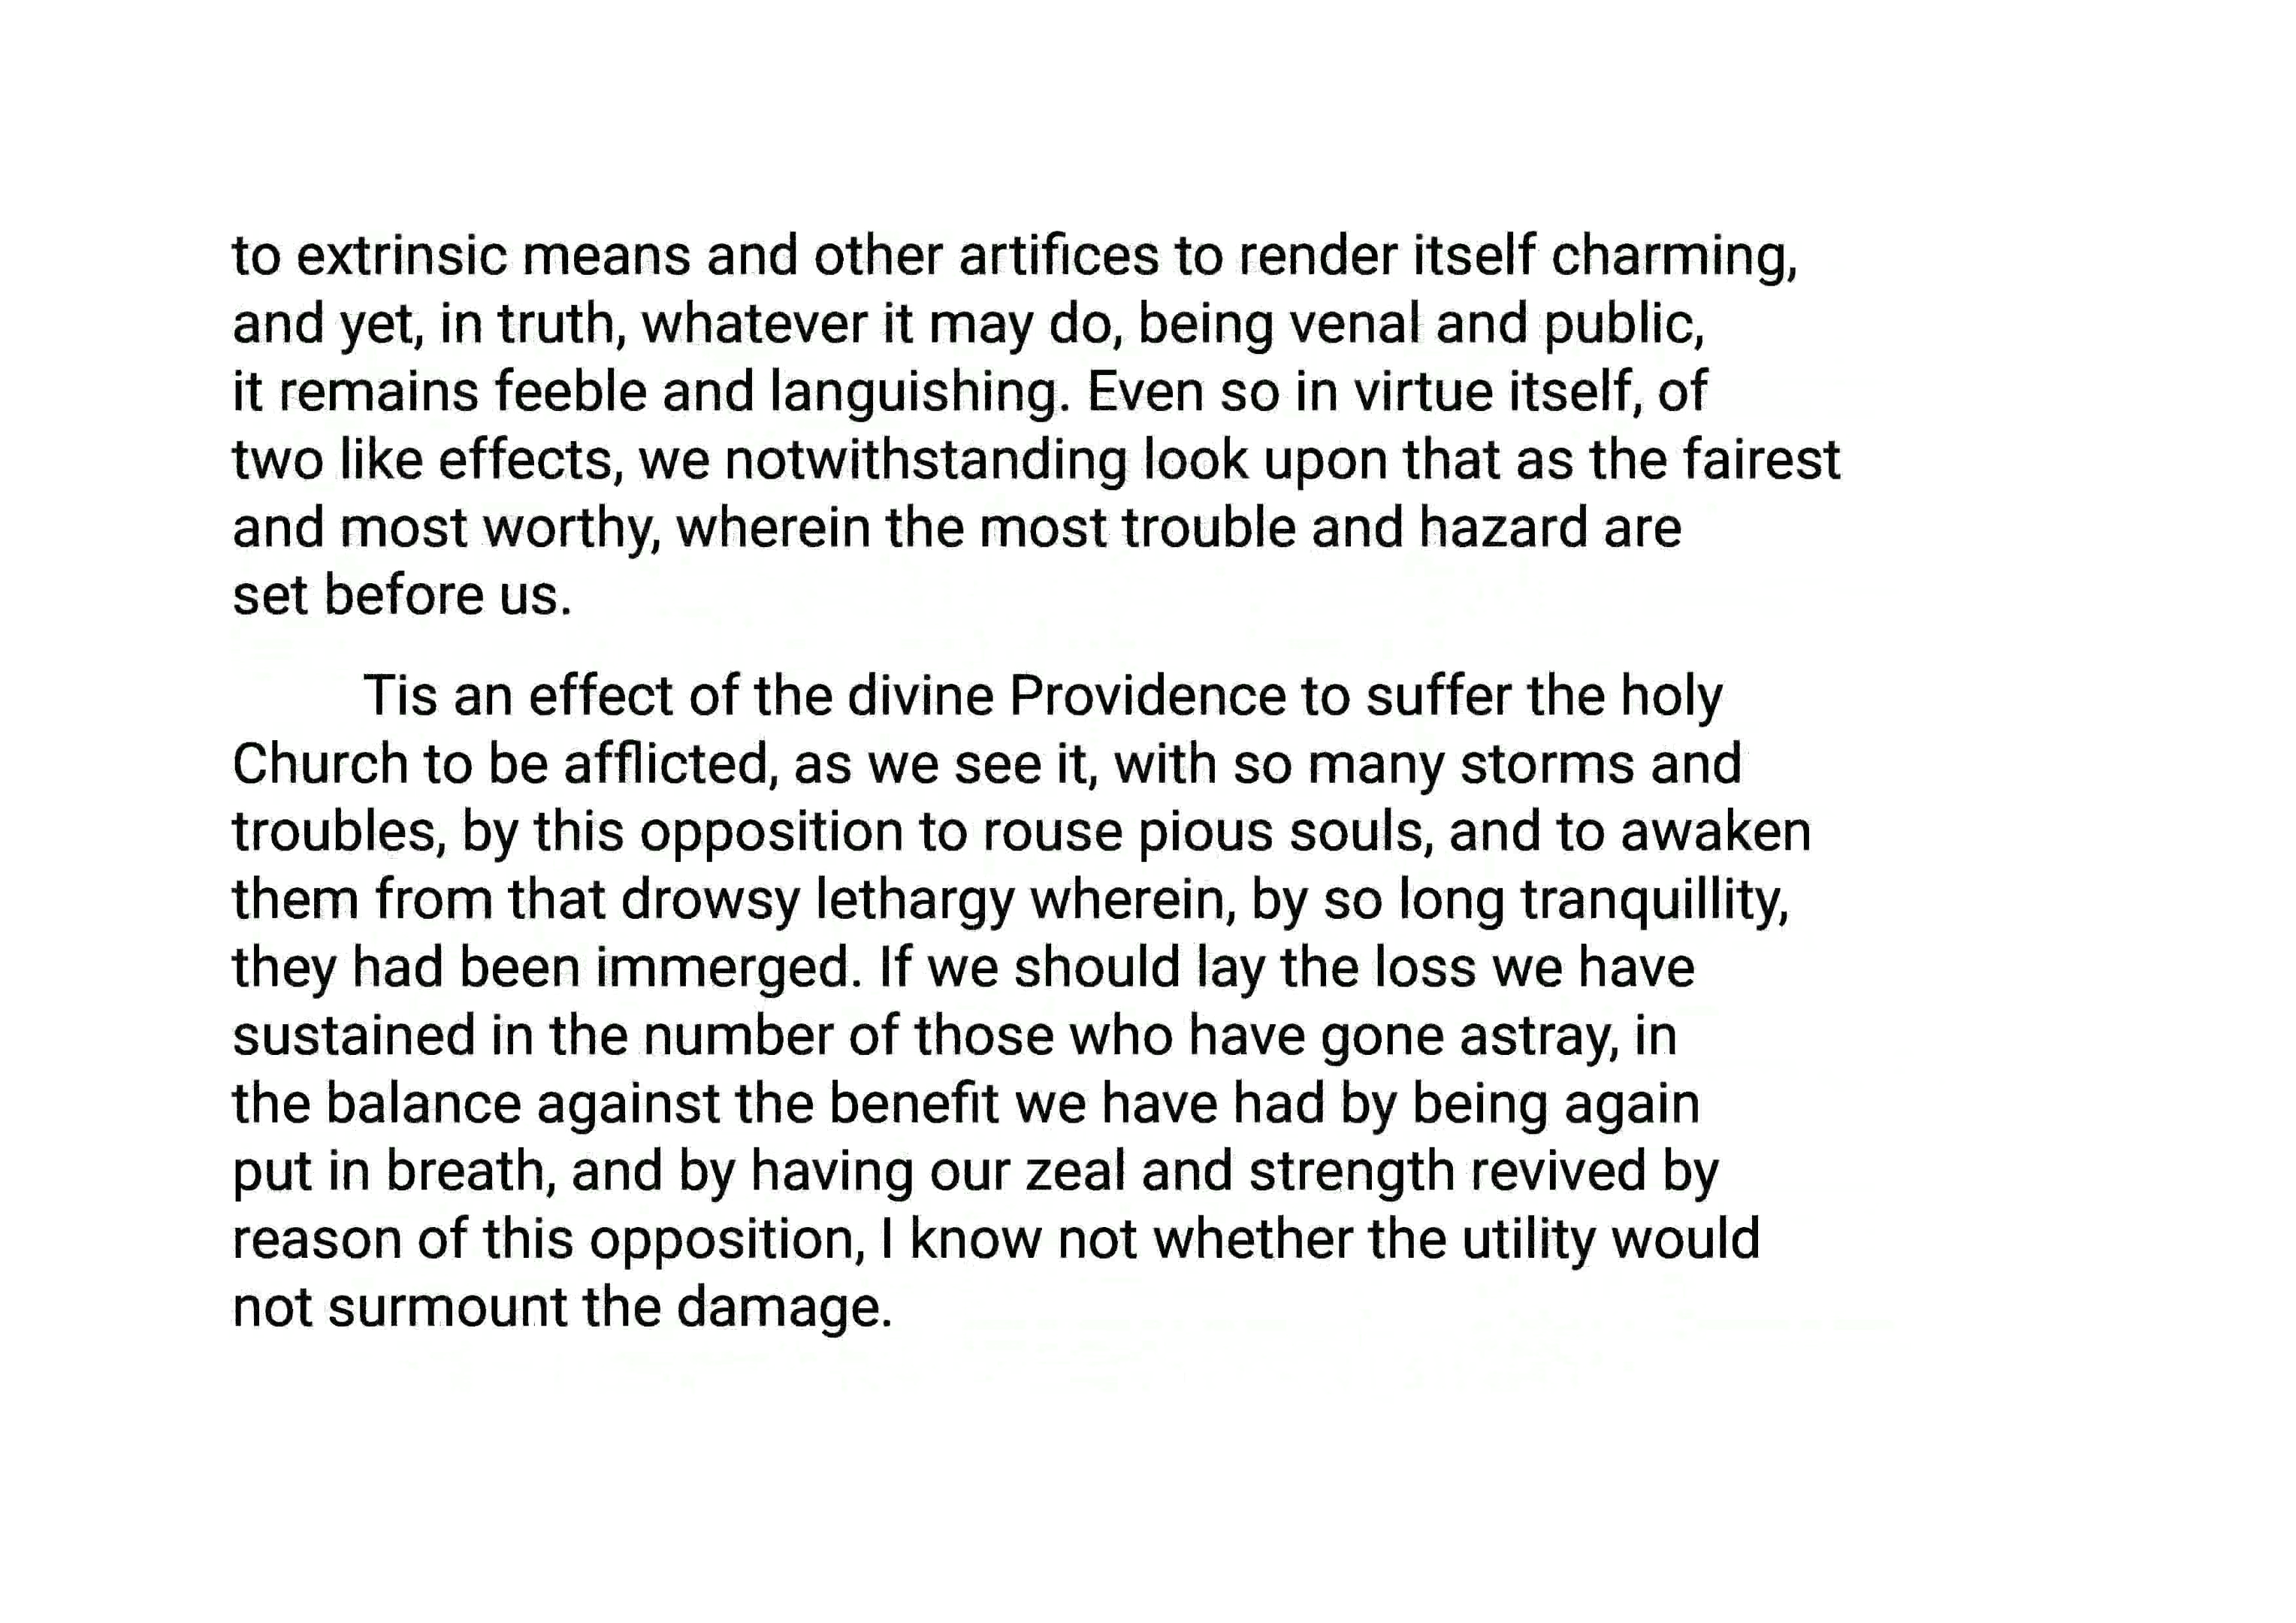 to extrinsic means and other artifices to render itself charming,
and yet, in truth, whatever it may do, being venal and public,
it remains feeble and languishing. Even so in virtue itself, of
two like effects, we notwithstanding look upon that as the fairest
and most worthy, wherein the most trouble and hazard are
set before us.
Tis an effect of the divine Providence to suffer the holy
Church to be afflicted, as we see it, with so many storms and
troubles, by this opposition to rouse pious souls, and to awaken
them from that drowsy lethargy wherein, by so long tranquillity,
they had been immerged. If we should lay the loss we have
sustained in the number of those who have gone astray, in
the balance against the benefit we have had by being again
put in breath, and by having our zeal and strength revived by
reason of this opposition, I know not whether the utility would
not surmount the damage.